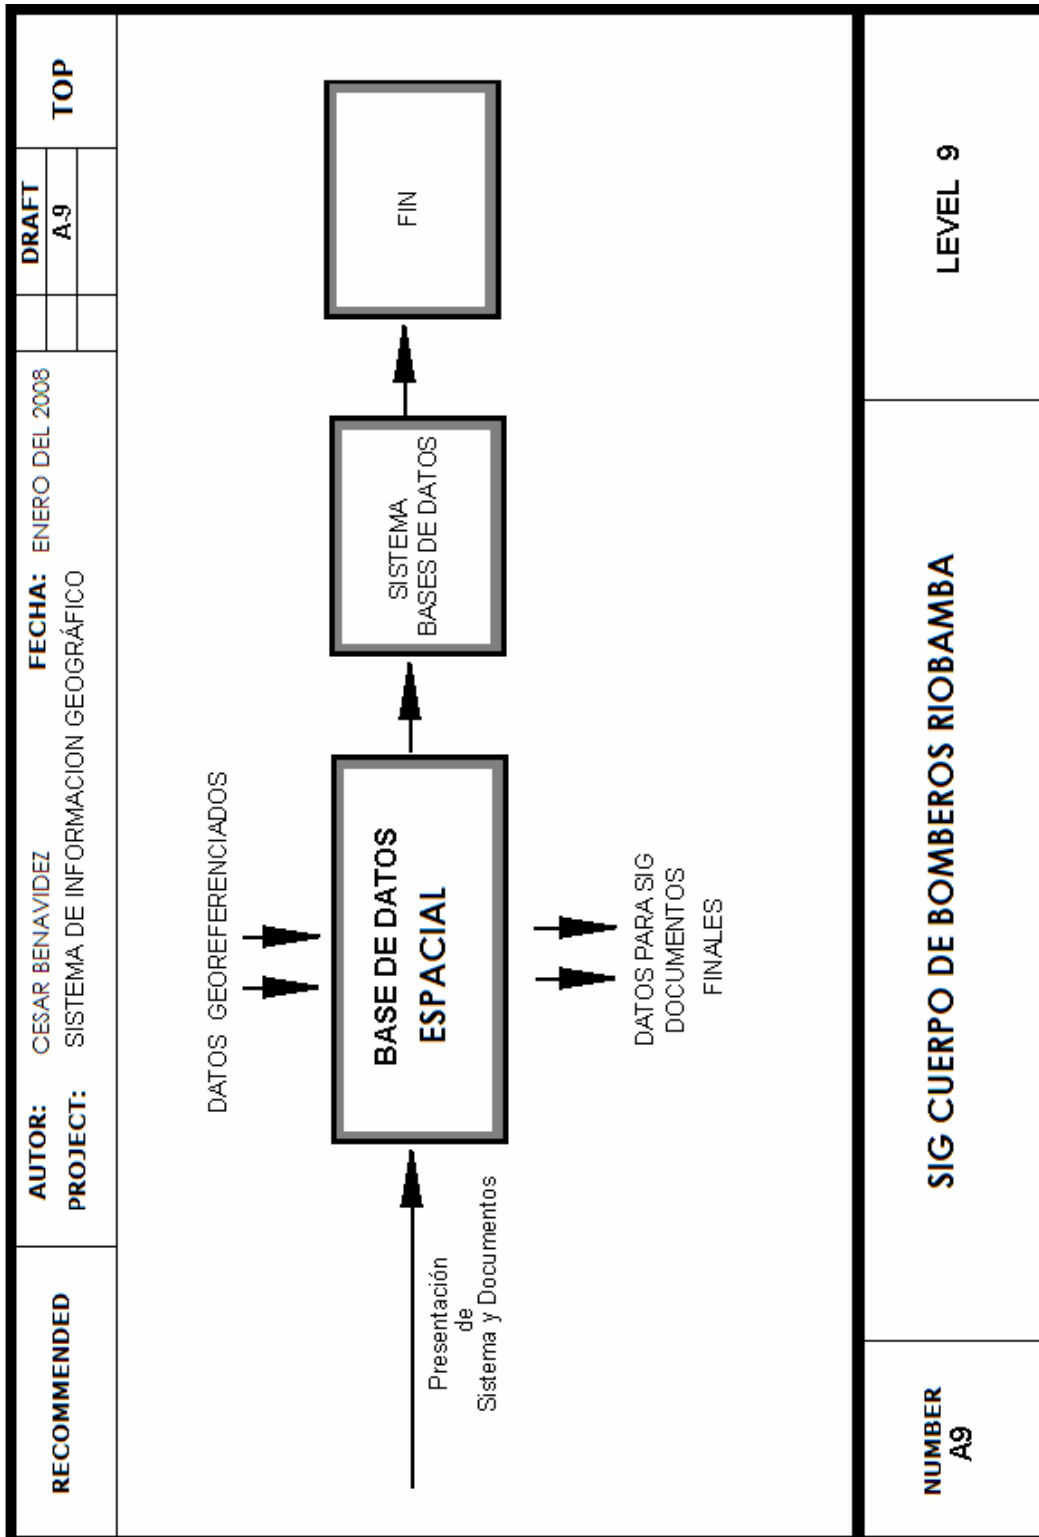 RECOMMENDED
AUTOR: CESAR BENAVIDEZ FECHA: ENERO DEL 2008
PROJECT: SISTEMA DE INFORMACION GEOGRÁFICO
DRAFT
A-9
TOP
DATOS GEOREFERENCIADOS
Presentación
de
Sistema y Documentos
BASE DE DATOS
ESPACIAL
SISTEMA
BASES DE DATOS
FIN
DATOS PARA SIG
DOCUMENTOS
FINALES
NUMBER
A9
SIG CUERPO DE BOMBEROS RIOBAMBA
LEVEL 9